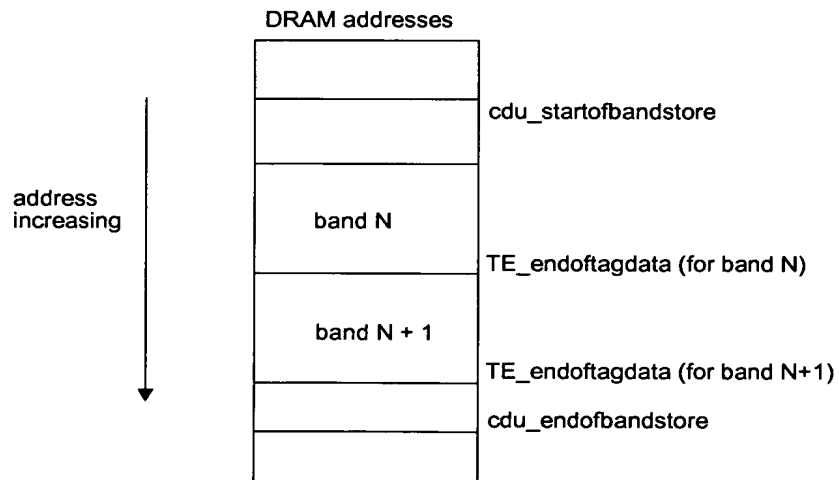 DRAM addresses
cdu_startofbandstore
address
increasing
band N
TE_endoftagdata (for band N)
band N + 1
TE_endoftagdata (for band N+1)
cdu_endofbandstore